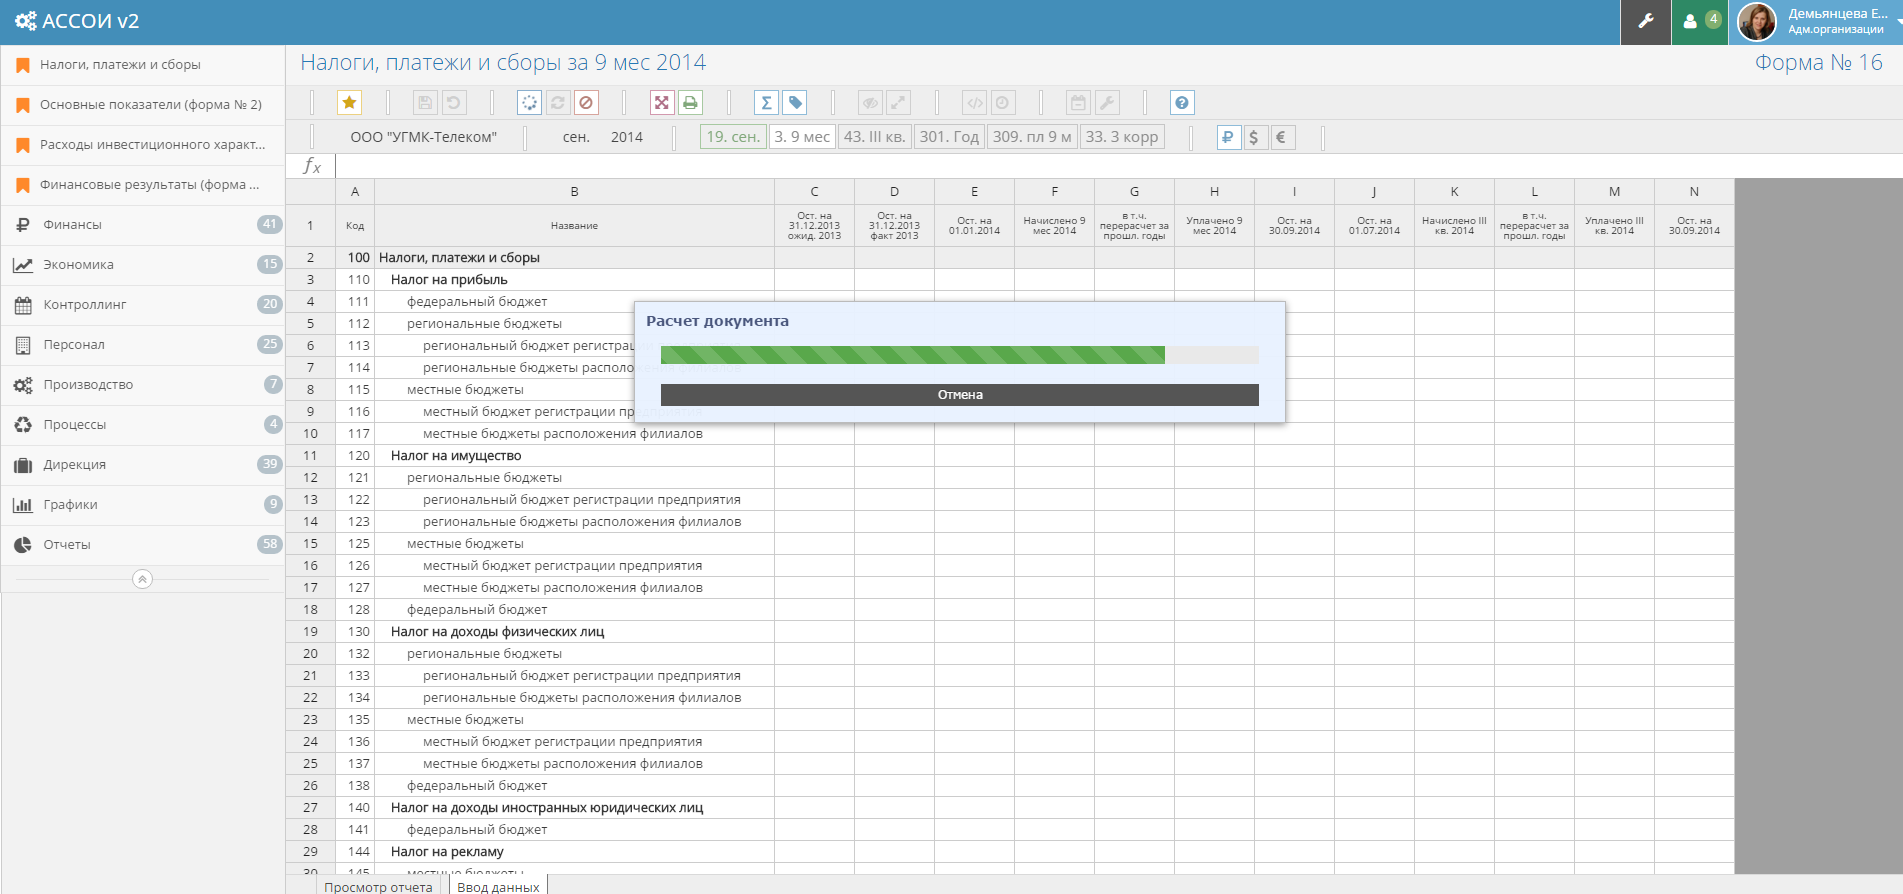 АССОИ v2
4
Демьянцева Е...
Адм.организации
Налоги, платежи и сборы
Основные показатели (форма № 2)
Расходы инвестиционного характ...
Финансовые результаты (форма ...
Финансы 41
Экономика 15
Контроллинг 20
Персонал 25
Производство 7
Процессы 4
Дирекция 39
Графики 9
Отчеты 58
Налоги, платежи и сборы за 9 мес 2014
Форма № 16
ООО "УГМК-Телеком" сен. 2014 19. сен. 3. 9 мес 43. III кв. 301. Год 309. пл 9 м 33. 3 корр ₽ $ €
fx
A B C D E F G H I J K L M N
1 Код Название Ост. на 31.12.2013 ожид. 2013 Ост. на 31.12.2013 факт 2013 Ост. на 01.01.2014 Начислено 9 мес 2014 в т.ч. перерасчет за прошл. годы Уплачено 9 мес 2014 Ост. на 30.09.2014 Ост. на 01.07.2014 Начислено III кв. 2014 в т.ч. перерасчет за прошл. годы Уплачено III кв. 2014 Ост. на 30.09.2014
2 100 Налоги, платежи и сборы
3 110 Налог на прибыль
4 111 федеральный бюджет
5 112 региональные бюджеты
6 113 региональный бюджет регистрации
7 114 региональные бюджеты расположения филиалов
8 115 местные бюджеты
9 116 местный бюджет регистрации предприятия
10 117 местные бюджеты расположения филиалов
11 120 Налог на имущество
12 121 региональные бюджеты
13 122 региональный бюджет регистрации предприятия
14 123 региональные бюджеты расположения филиалов
15 125 местные бюджеты
16 126 местный бюджет регистрации предприятия
17 127 местные бюджеты расположения филиалов
18 128 федеральный бюджет
19 130 Налог на доходы физических лиц
20 132 региональные бюджеты
21 133 региональный бюджет регистрации предприятия
22 134 региональные бюджеты расположения филиалов
23 135 местные бюджеты
24 136 местный бюджет регистрации предприятия
25 137 местные бюджеты расположения филиалов
26 138 федеральный бюджет
27 140 Налог на доходы иностранных юридических лиц
28 141 федеральный бюджет
29 144 Налог на рекламу
30 145 местные бюджеты
Расчет документа
Отмена
Просмотр отчета
Ввод данных